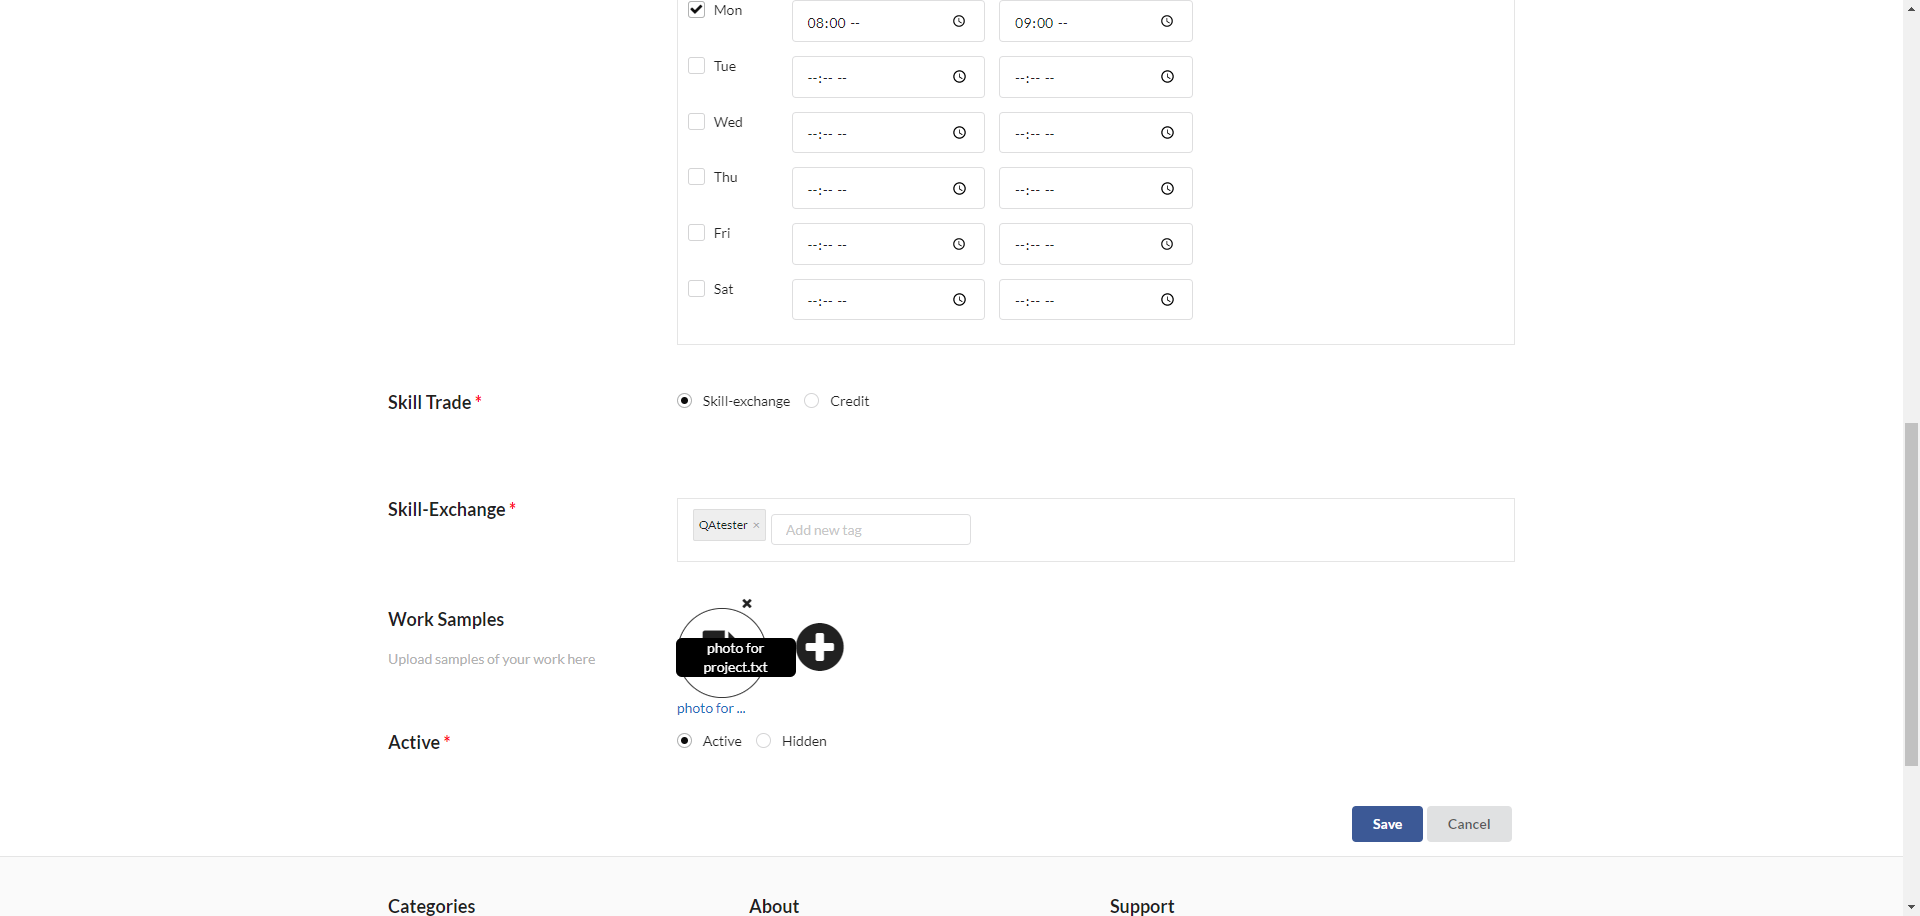 Mon 08:00 -- 09:00 --
Tue --:-- -- --:-- --
Wed --:-- -- --:-- --
Thu --:-- -- --:-- --
Fri --:-- -- --:-- --
Sat --:-- -- --:-- --
Skill Trade * Skill-exchange Credit
Skill-Exchange * QAtester × Add new tag
Work Samples
photo for
project.txt
Upload samples of your work here
photo for ...
Active * Active Hidden
Save Cancel
Categories About Support